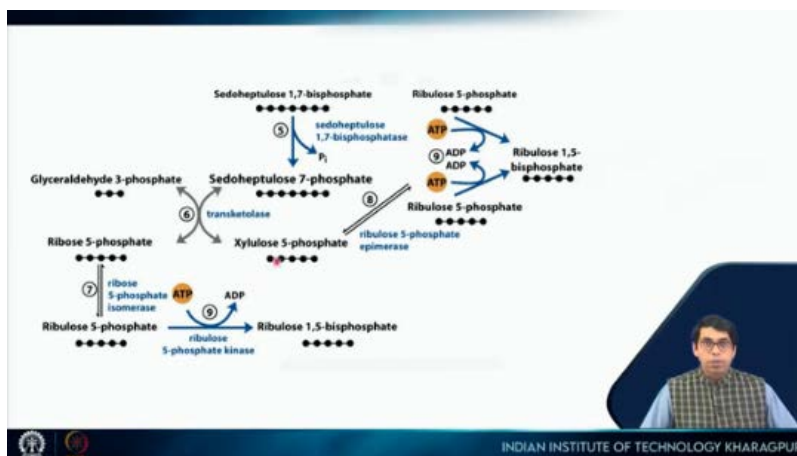 Sedoheptulose 1,7-bisphosphate
Ribulose 5-phosphate
5
sedoheptulose
1,7-bisphosphatase
Pi
ATP
9
ADP
ADP
Ribulose 1,5-
bisphosphate
Glyceraldehyde 3-phosphate
Sedoheptulose 7-phosphate
8
ATP
Ribulose 5-phosphate
6
transketolase
Ribose 5-phosphate
Xylulose 5-phosphate
ribulose 5-phosphate
epimerase
7
ribose
5-phosphate
isomerase
ATP
9
ADP
Ribulose 5-phosphate
Ribulose 1,5-bisphosphate
ribulose
5-phosphate kinase
INDIAN INSTITUTE OF TECHNOLOGY KHARAGPUR